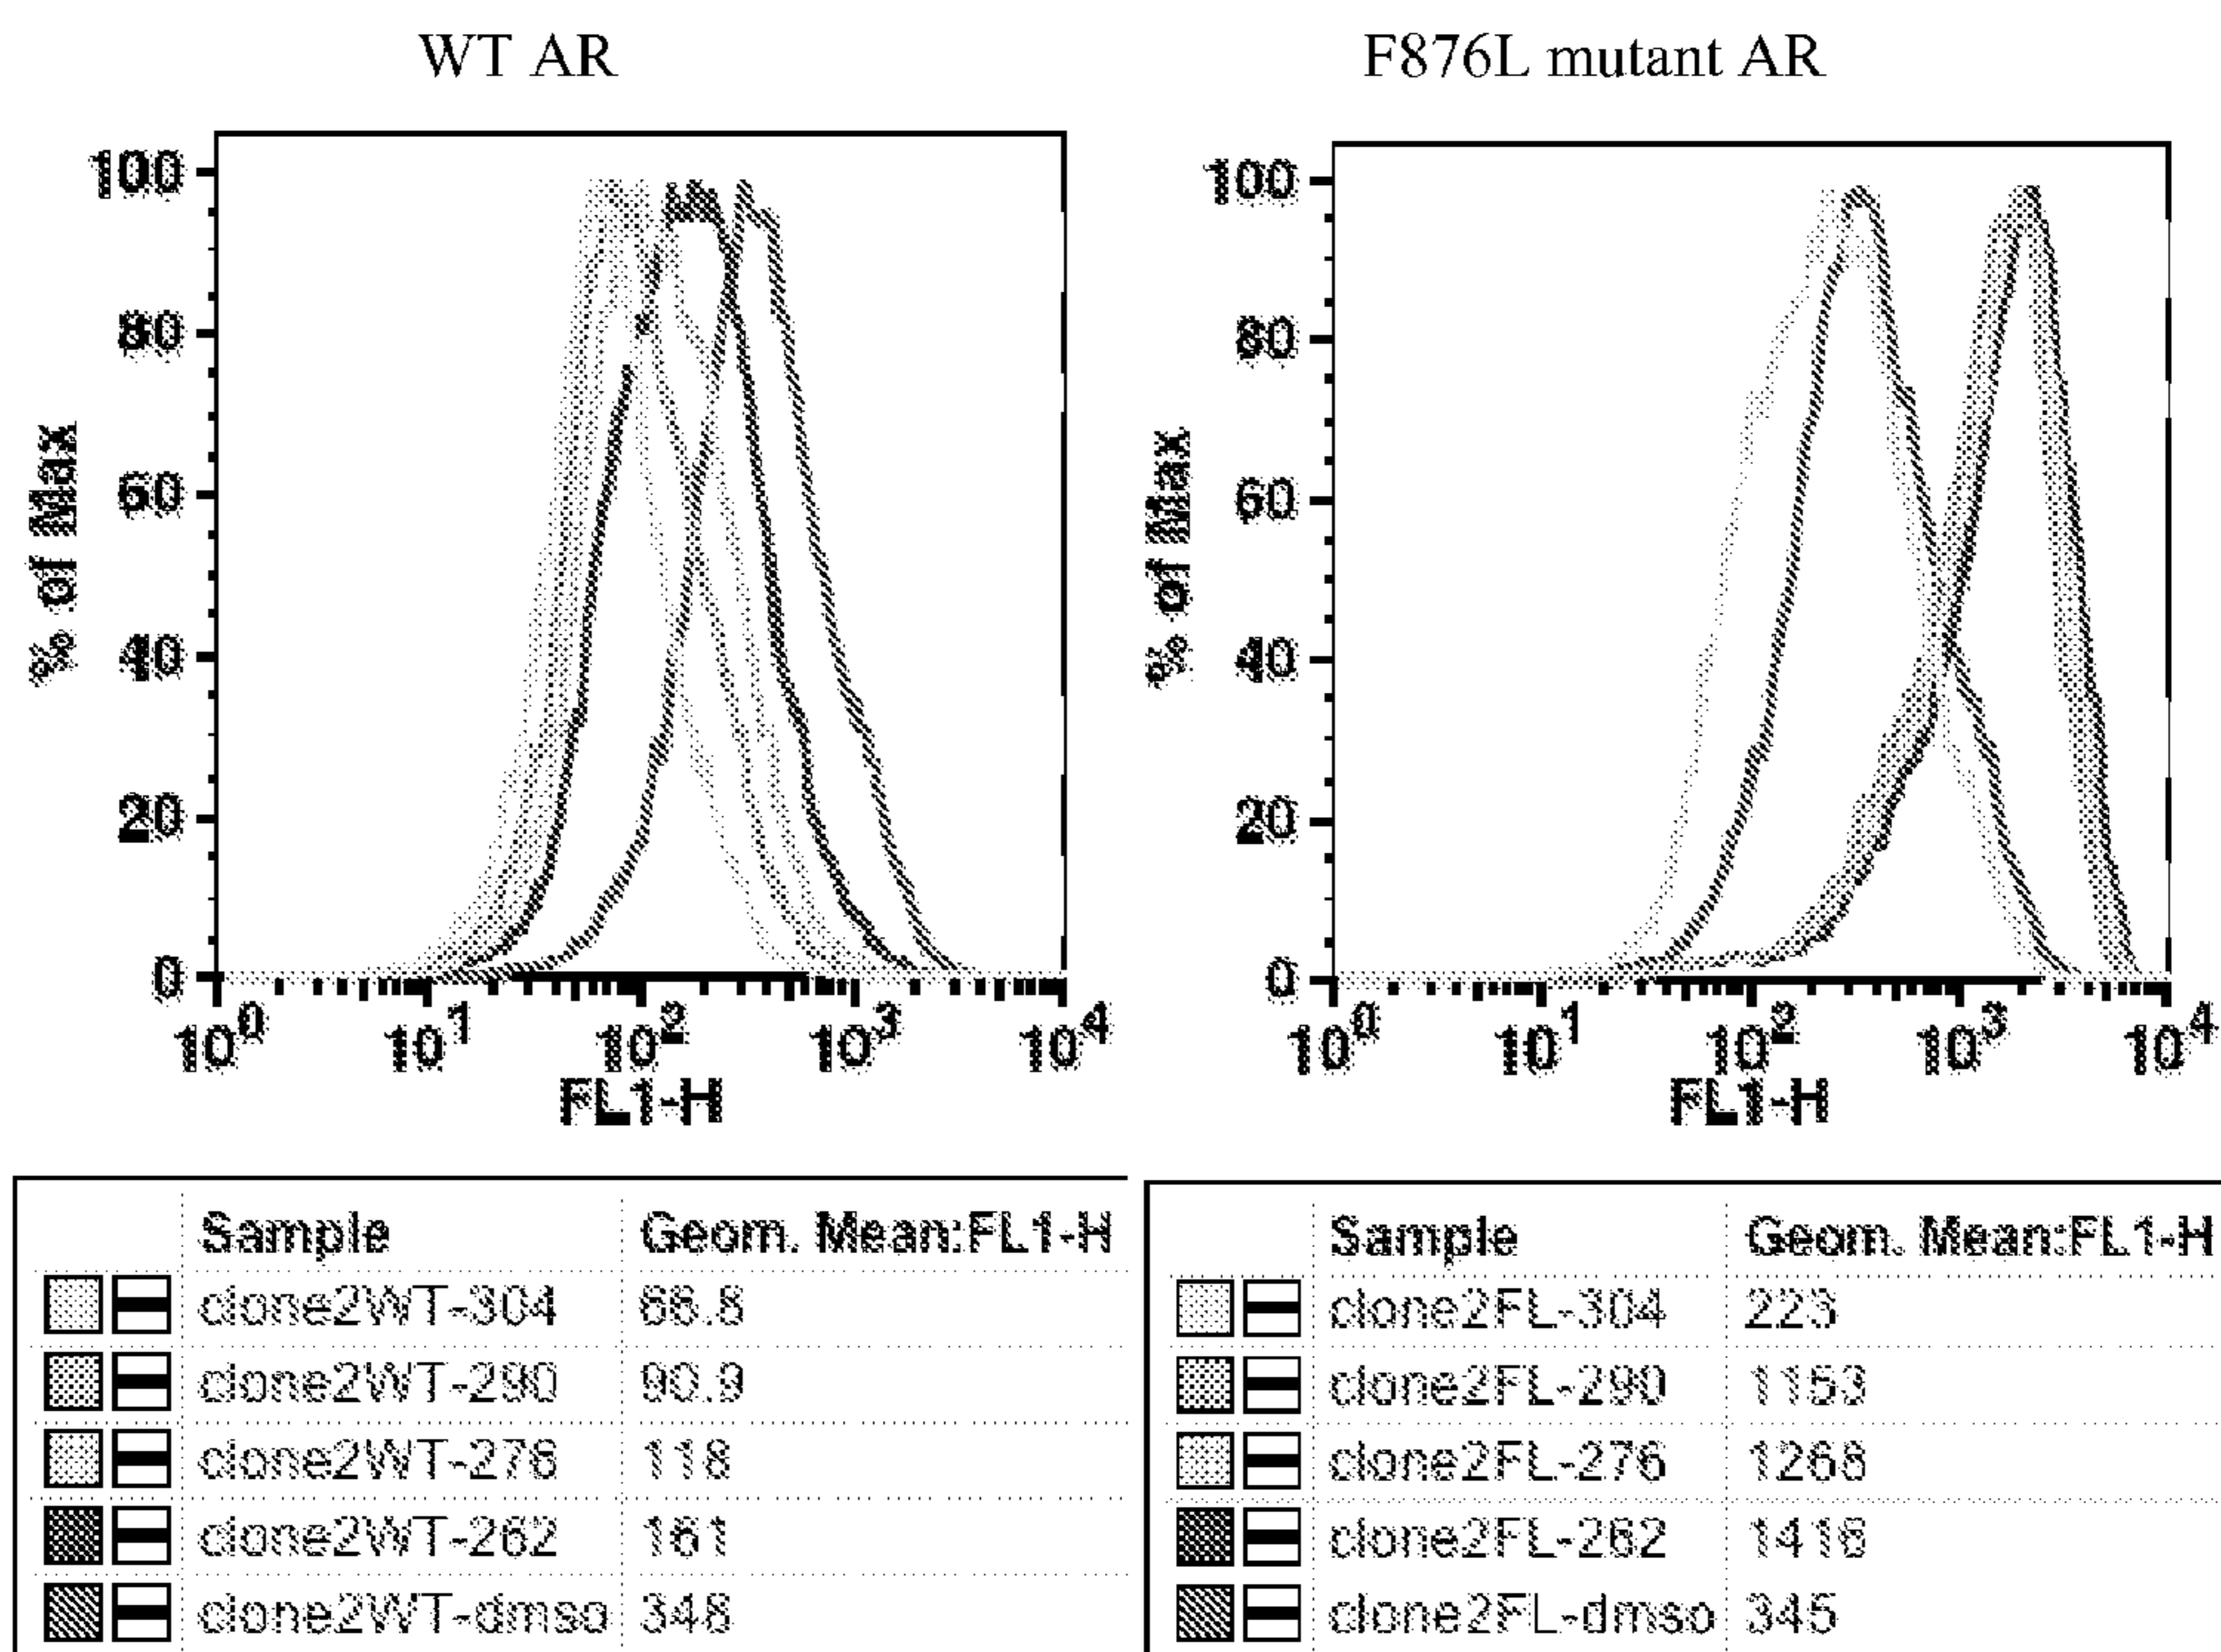 WT AR
F876L mutant AR
100
80
60
40
20
0
% of Max
10^0
10^1
10^2
10^3
10^4
FL1-H
100
80
60
40
20
0
% of Max
10^0
10^1
10^2
10^3
10^4
FL1-H
Sample Geom. Mean:FL1-H
clone2WT-304
clone2WT-290 90.9
clone2WT-276 118
clone2WT-262 161
clone2WT-dmso 348
Sample Geom. Mean:FL1-H
clone2FL-304 223
clone2FL-290 1153
clone2FL-276 1268
clone2FL-262 1416
clone2FL-dmso 345